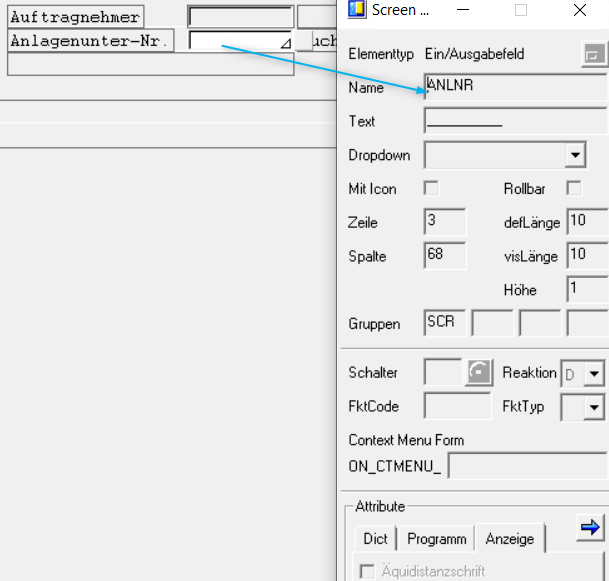 Auftragnehmer
Anlagenunter-Nr.
uch
Screen ...
Elementtyp Ein/Ausgabefeld
Name ANLNR
Text __________
Dropdown
Mit Icon Rollbar
Zeile 3 defLänge 10
Spalte 68 visLänge 10
Höhe 1
Gruppen SCR
Schalter Reaktion D
FktCode FktTyp
Context Menu Form
ON_CTMENU_
Attribute
Dict Programm Anzeige
Äquidistanzschrift